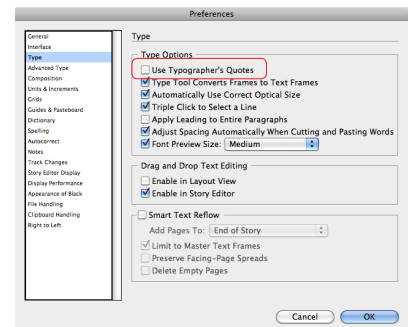 Preferences
General
Interface
Type
Advanced Type
Composition
Units & Increments
Grids
Guides & Pasteboard
Dictionary
Spelling
Autocorrect
Notes
Track Changes
Story Editor Display
Display Performance
Appearance of Black
File Handling
Clipboard Handling
Right to Left
Type
Type Options
Use Typographer's Quotes
Type Tool Converts Frames to Text Frames
Automatically Use Correct Optical Size
Triple Click to Select a Line
Apply Leading to Entire Paragraphs
Adjust Spacing Automatically When Cutting and Pasting Words
Font Preview Size: Medium
Drag and Drop Text Editing
Enable in Layout View
Enable in Story Editor
Smart Text Reflow
Add Pages To: End of Story
Limit to Master Text Frames
Preserve Facing-Page Spreads
Delete Empty Pages
Cancel OK